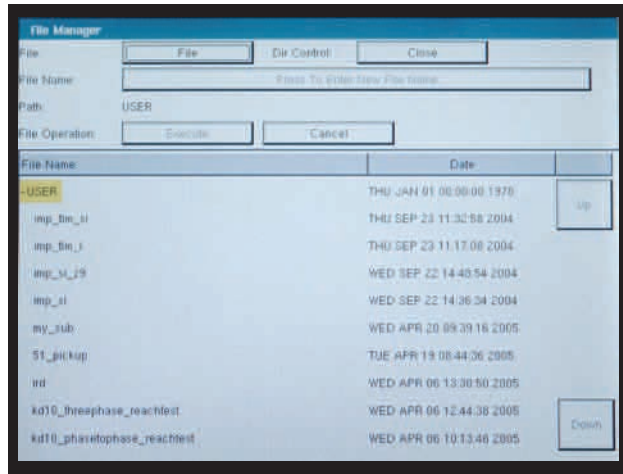 File Manager
File: File Dir Control: Close
File Name: Press To Enter New File Name
Path: USER
File Operation: Execute Cancel
File Name: Date
-USER THU JAN 01 00:00:00 1970 Up
THU SEP 23 11:32:58 2004
THU SEP 23 11:17:08 2004
WED SEP 22 14:48:54 2004
imp_si WED SEP 22 14:36:34 2004
my_sub WED APR 20 09:39:16 2005
51_pickup TUE APR 19 08:44:36 2005
WED APR 06 13:30:50 2005
kd10_threephase_reachtest WED APR 06 12:44:38 2005
kd10_phasetophase_reachtest WED APR 06 10:13:46 2005 Down